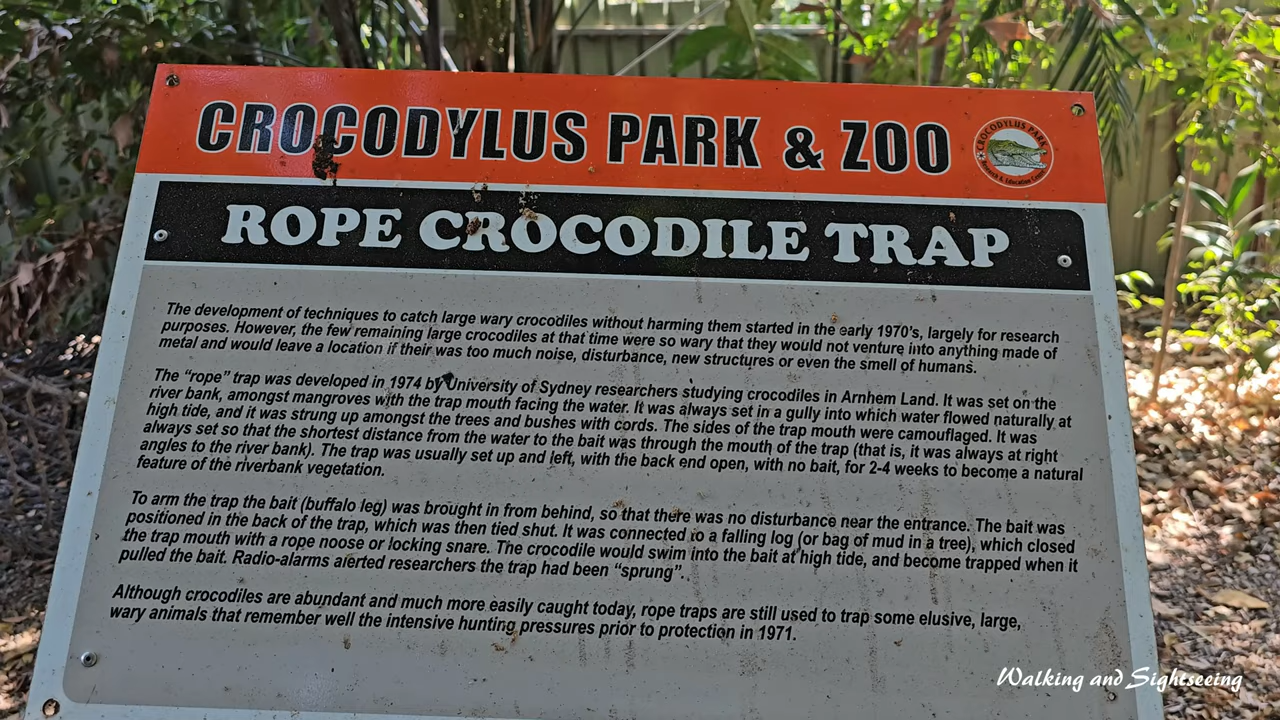 CROCODYLUS PARK & ZOO
CROCODYLUS PARK
Research & Education Centre
ROPE CROCODILE TRAP
The development of techniques to catch large wary crocodiles without harming them started in the early 1970's, largely for research
purposes. However, the few remaining large crocodiles at that time were so wary that they would not venture into anything made of
metal and would leave a location if their was too much noise, disturbance, new structures or even the smell of humans.
The "rope" trap was developed in 1974 by University of Sydney researchers studying crocodiles in Arnhem Land. It was set on the
river bank, amongst mangroves with the trap mouth facing the water. It was always set in a gully into which water flowed naturally at
high tide, and it was strung up amongst the trees and bushes with cords. The sides of the trap mouth were camouflaged. It was
always set so that the shortest distance from the water to the bait was through the mouth of the trap (that is, it was always at right
angles to the river bank). The trap was usually set up and left, with the back end open, with no bait, for 2-4 weeks to become a natural
feature of the riverbank vegetation.
To arm the trap the bait (buffalo leg) was brought in from behind, so that there was no disturbance near the entrance. The bait was
positioned in the back of the trap, which was then tied shut. It was connected to a falling log (or bag of mud in a tree), which closed
the trap mouth with a rope noose or locking snare. The crocodile would swim into the bait at high tide, and become trapped when it
pulled the bait. Radio-alarms alerted researchers the trap had been "sprung"..
Although crocodiles are abundant and much more easily caught today, rope traps are still used to trap some elusive, large,
wary animals that remember well the intensive hunting pressures prior to protection in 1971.
Walking and Sightseeing